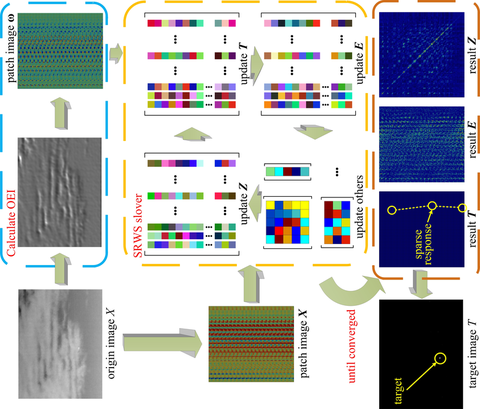 patch image ω
Calculate OEI
origin image X
SRWS slover
update T
update E
update Z
update others
patch image X
until converged
result Z
result E
result T
sparse
response
target
target image T